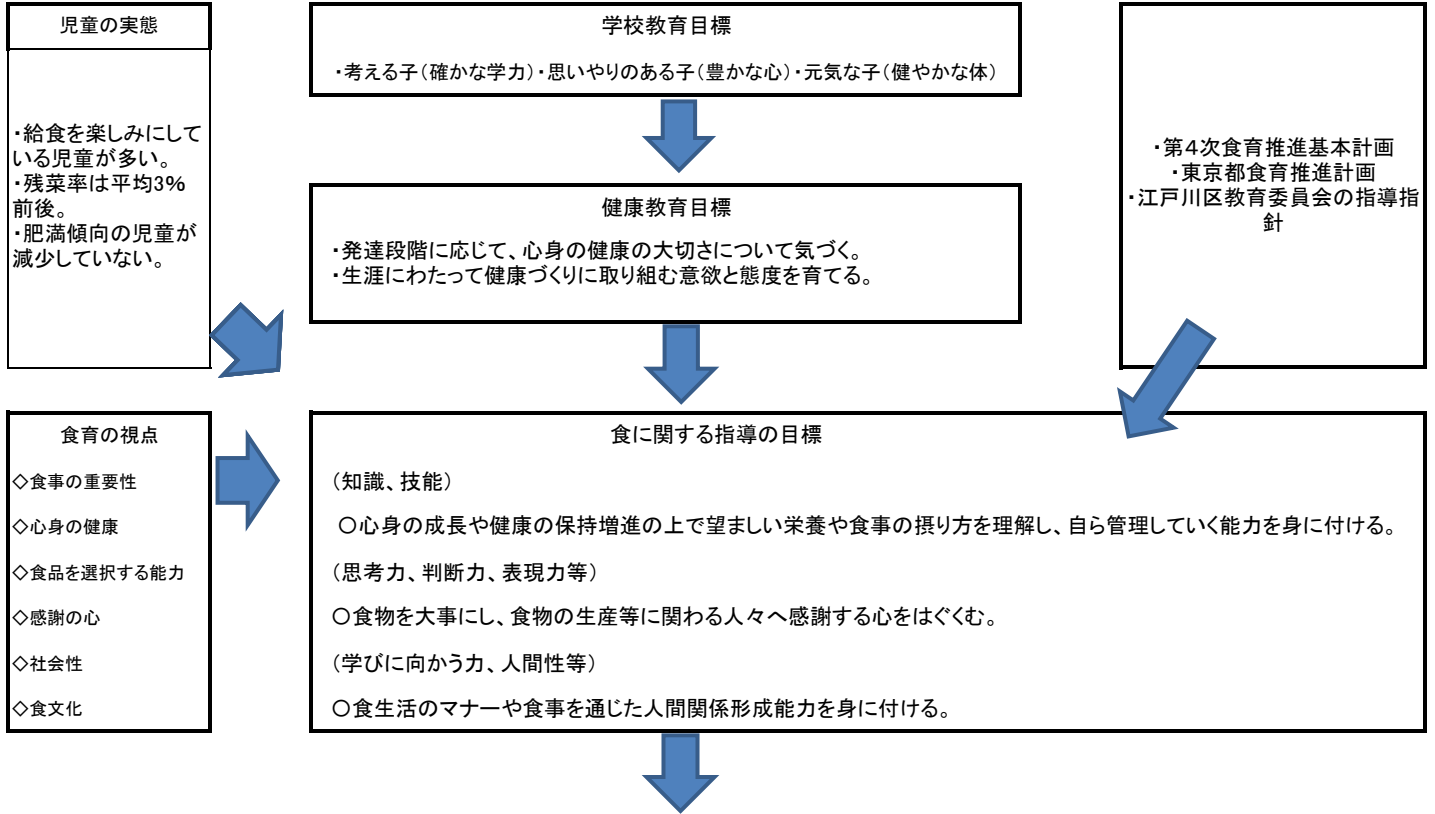 児童の実態
・給食を楽しみにして
いる児童が多い。
・残菜率は平均3%
前後。
・肥満傾向の児童が
減少していない。
学校教育目標
・考える子(確かな学力)・思いやりのある子(豊かな心)・元気な子(健やかな体)
健康教育目標
・発達段階に応じて、心身の健康の大切さについて気づく。
・生涯にわたって健康づくりに取り組む意欲と態度を育てる。
・第4次食育推進基本計画
・東京都食育推進計画
・江戸川区教育委員会の指導指
針
食育の視点
◇食事の重要性
◇心身の健康
◇食品を選択する能力
◇感謝の心
◇社会性
◇食文化
食に関する指導の目標
(知識、技能)
○心身の成長や健康の保持増進の上で望ましい栄養や食事の摂り方を理解し、自ら管理していく能力を身に付ける。
(思考力、判断力、表現力等)
○食物を大事にし、食物の生産等に関わる人々へ感謝する心をはぐくむ。
(学びに向かう力、人間性等)
○食生活のマナーや食事を通じた人間関係形成能力を身に付ける。